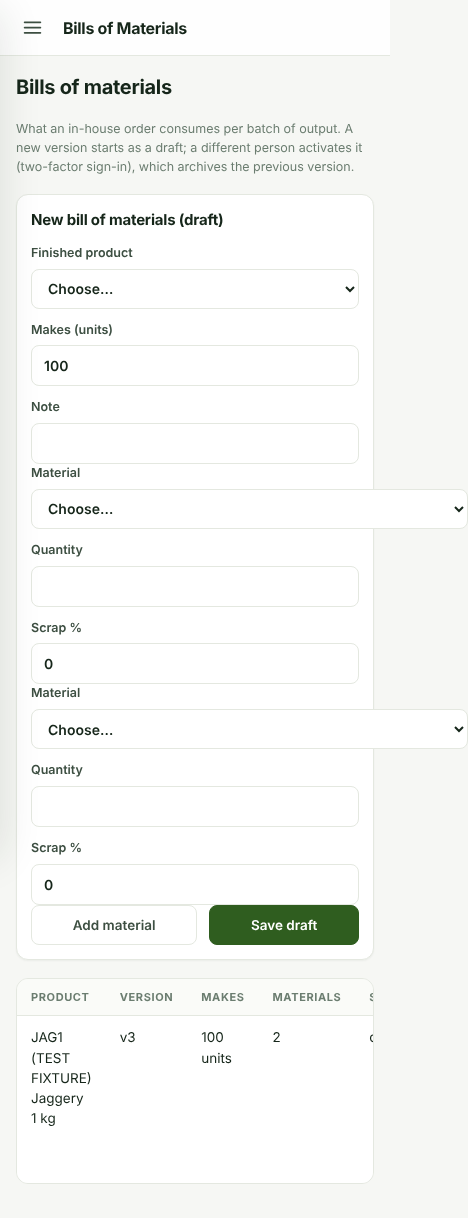 Bills of Materials
Bills of materials
What an in-house order consumes per batch of output. A
new version starts as a draft; a different person activates it
(two-factor sign-in), which archives the previous version.
New bill of materials (draft)
Finished product
Choose...
Makes (units)
100
Note
Material
Choose...
Quantity
Scrap %
0
Material
Choose...
Quantity
Scrap %
0
Add material
Save draft
PRODUCT VERSION MAKES MATERIALS
JAG1 v3 100 2
(TEST units
FIXTURE)
Jaggery
1 kg